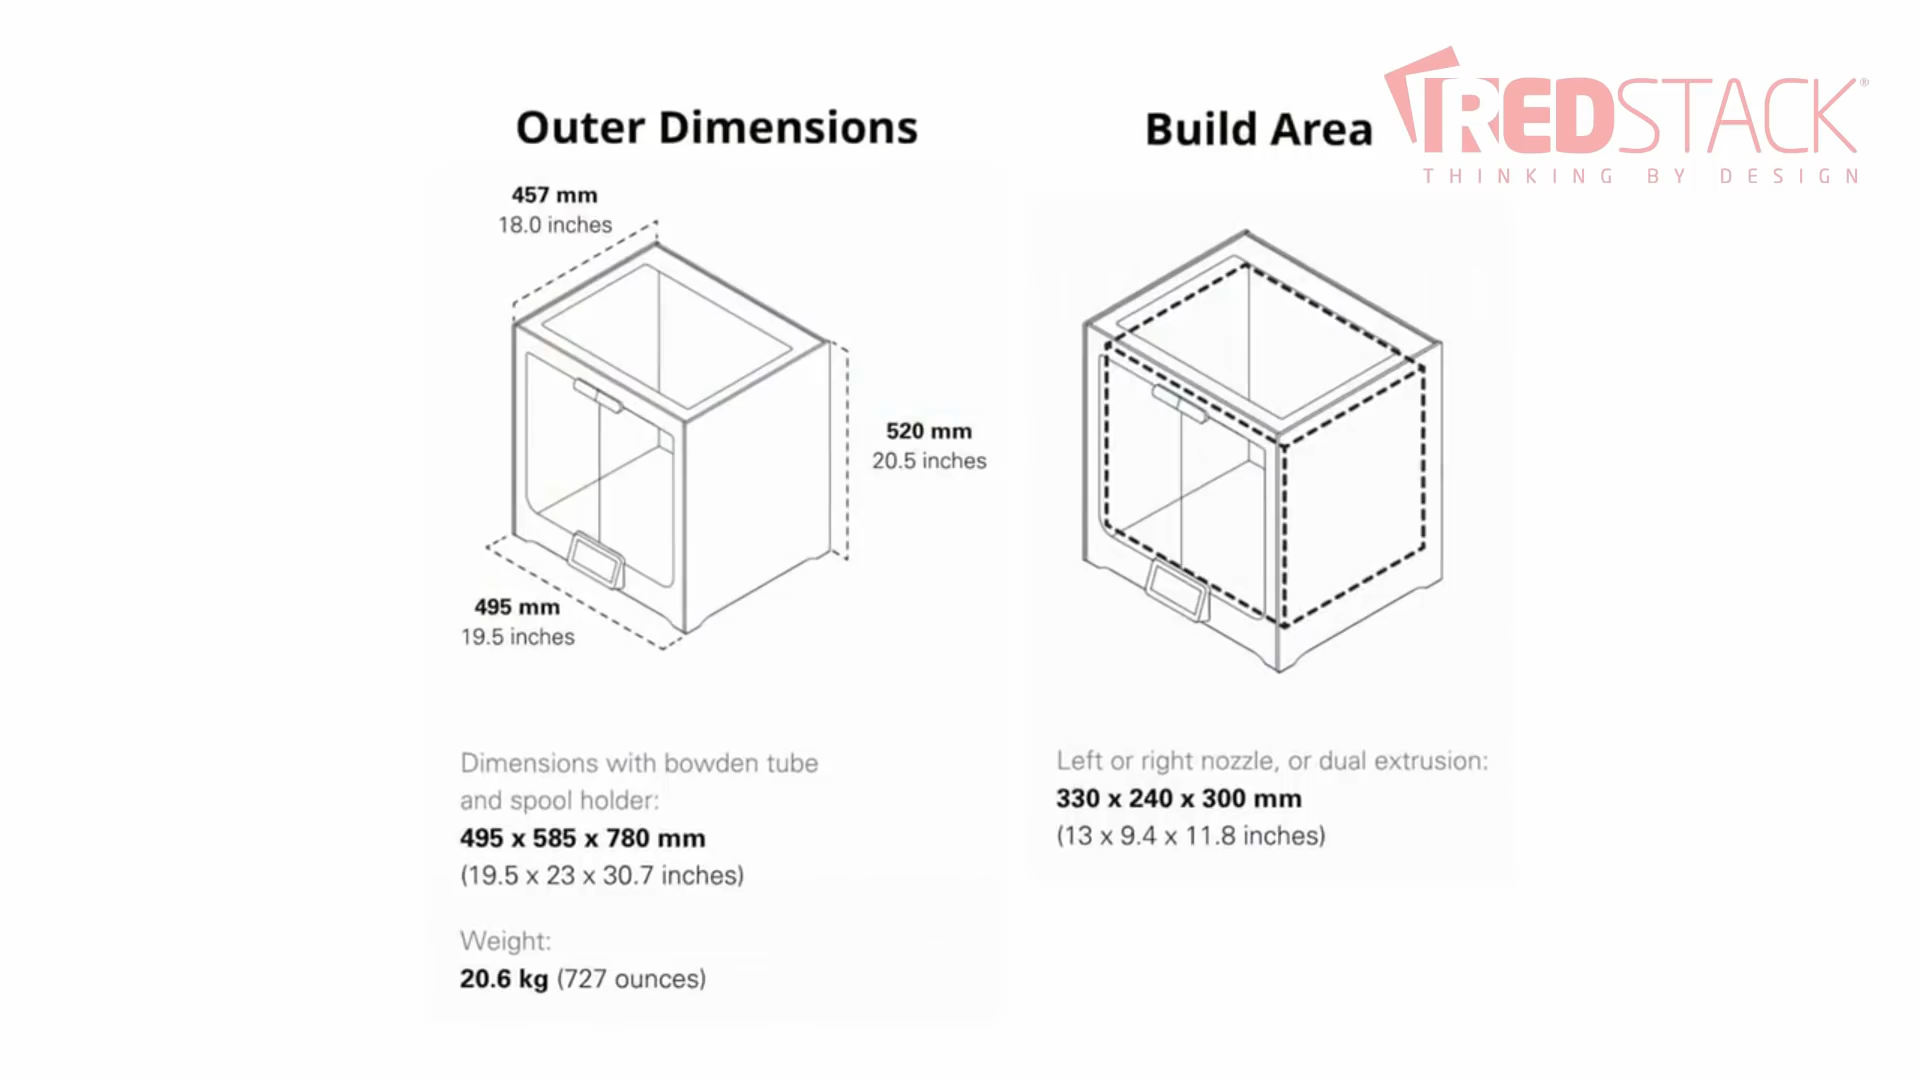 Outer Dimensions
457 mm
18.0 inches
520 mm
20.5 inches
495 mm
19.5 inches
Dimensions with bowden tube
and spool holder:
495 x 585 x 780 mm
(19.5 x 23 x 30.7 inches)
Weight:
20.6 kg (727 ounces)
Build Area
Left or right nozzle, or dual extrusion:
330 x 240 x 300 mm
(13 x 9.4 x 11.8 inches)
REDSTACK®
THINKING BY DESIGN